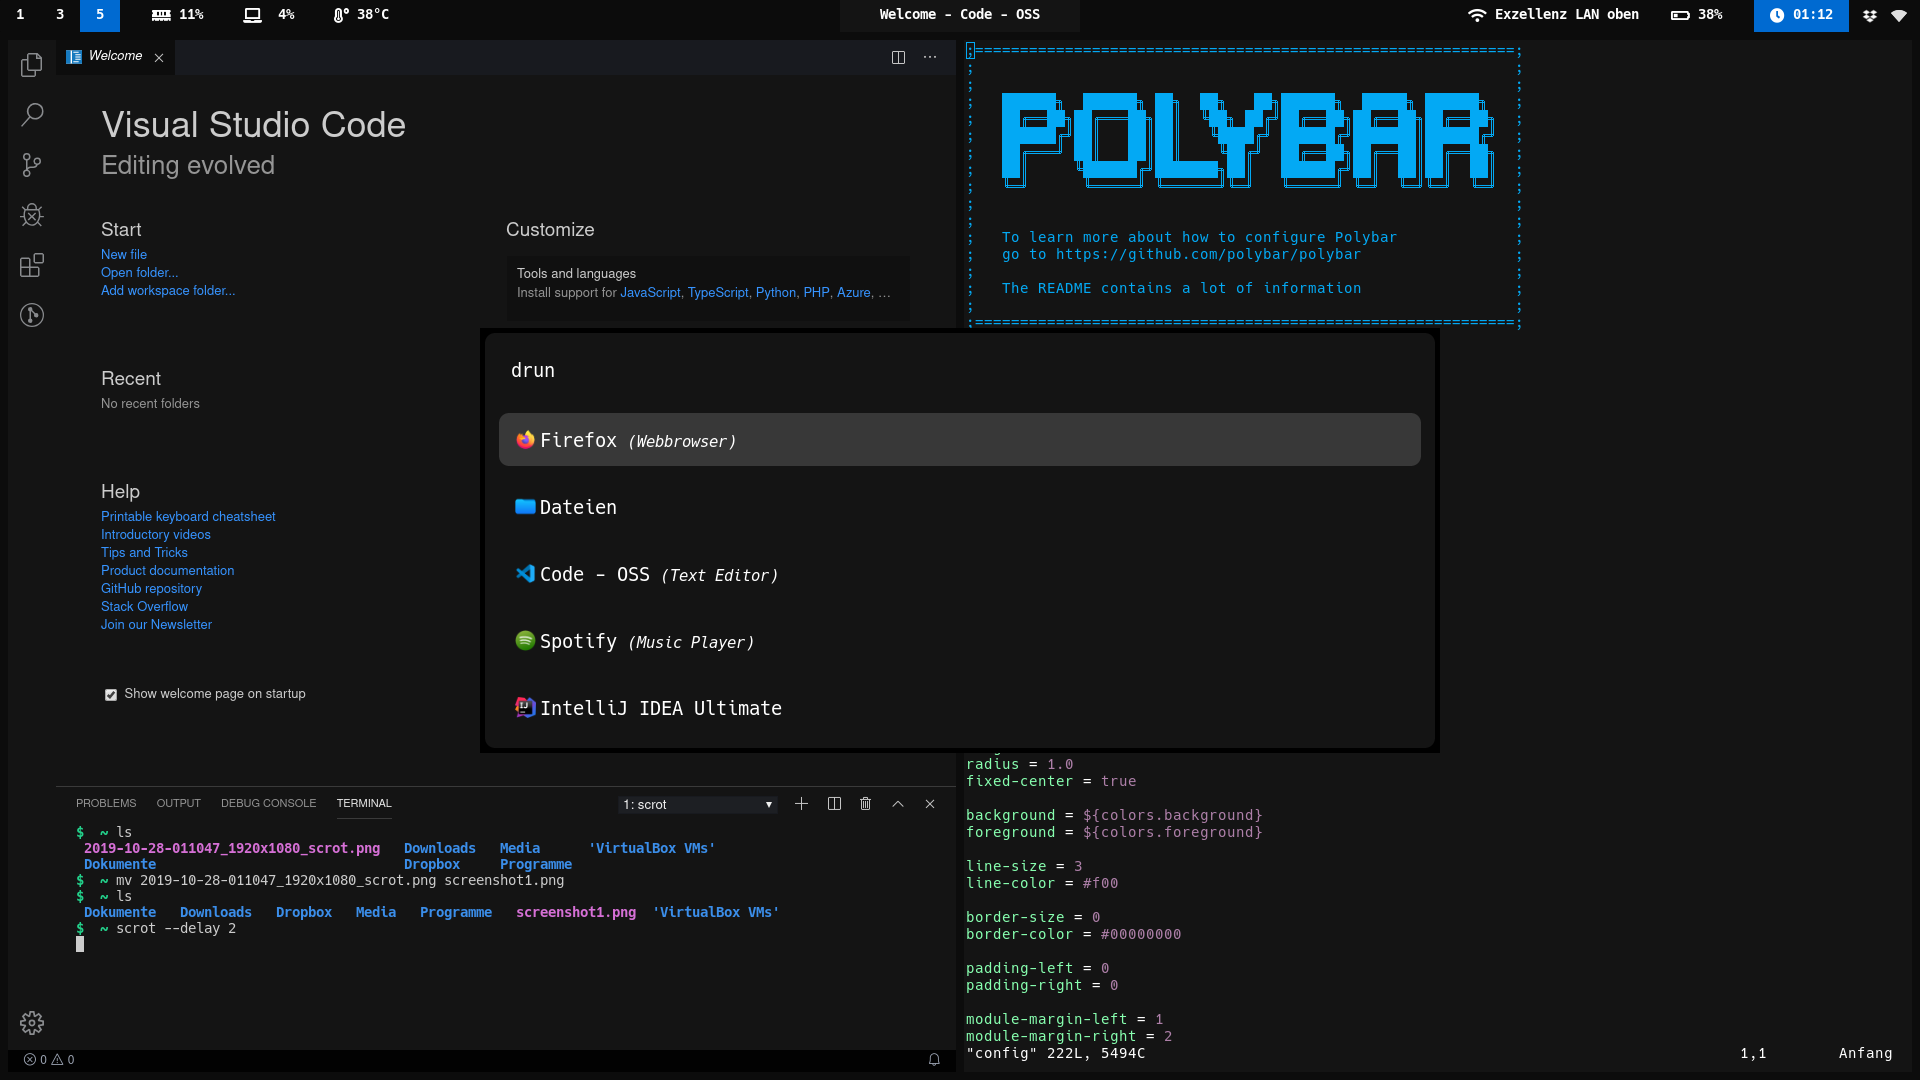 1 3 5 11% 4% 38°C Welcome - Code - OSS Exzellenz LAN oben 38% 01:12
Welcome
Visual Studio Code
Editing evolved
Start
New file
Open folder...
Add workspace folder...
Customize
Tools and languages
Install support for JavaScript, TypeScript, Python, PHP, Azure, ...
Recent
No recent folders
Help
Printable keyboard cheatsheet
Introductory videos
Tips and Tricks
Product documentation
GitHub repository
Stack Overflow
Join our Newsletter
Show welcome page on startup
PROBLEMS OUTPUT DEBUG CONSOLE TERMINAL 1: scrot
$ ~ ls
2019-10-28-011047_1920x1080_scrot.png Downloads Media 'VirtualBox VMs'
Dokumente Dropbox Programme
$ ~ mv 2019-10-28-011047_1920x1080_scrot.png screenshot1.png
$ ~ ls
Dokumente Downloads Dropbox Media Programme screenshot1.png 'VirtualBox VMs'
$ ~ scrot --delay 2
0 0
drun
Firefox (Webbrowser)
Dateien
Code - OSS (Text Editor)
Spotify (Music Player)
IntelliJ IDEA Ultimate
;============================================================;
POLYBAR
; To learn more about how to configure Polybar ;
; go to https://github.com/polybar/polybar ;
; The README contains a lot of information ;
;============================================================;
radius = 1.0
fixed-center = true
background = ${colors.background}
foreground = ${colors.foreground}
line-size = 3
line-color = #f00
border-size = 0
border-color = #00000000
padding-left = 0
padding-right = 0
module-margin-left = 1
module-margin-right = 2
"config" 222L, 5494C 1,1 Anfang